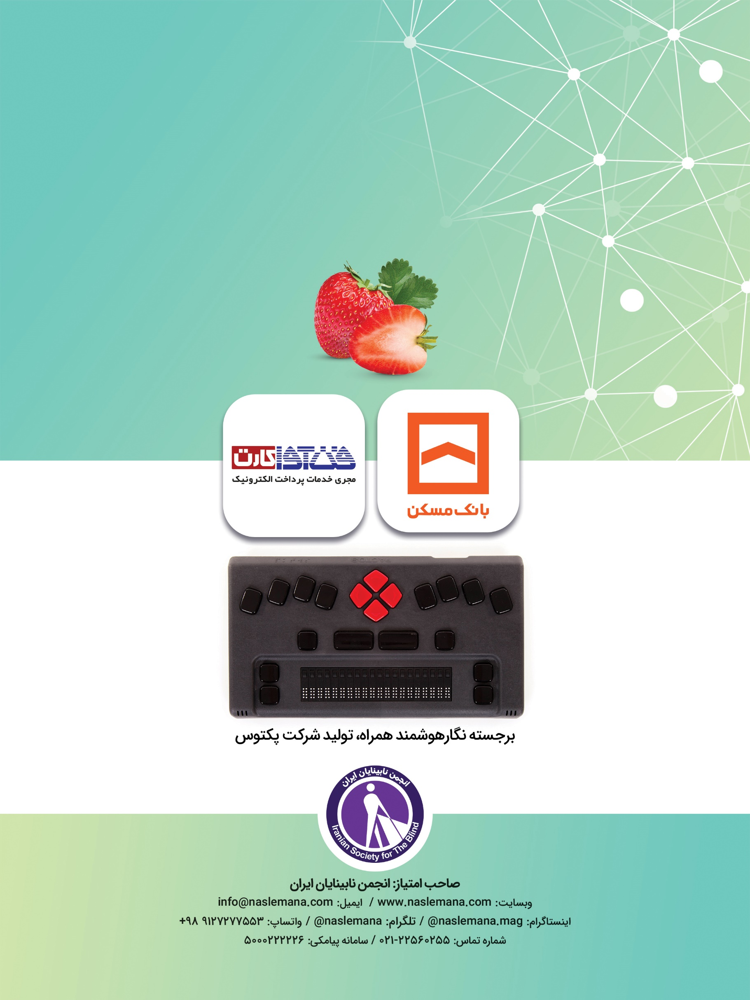 بانک مسکن
فن آوا کارت
مجری خدمات پرداخت الکترونیک
برجسته نگارهوشمند همراه، تولید شرکت پکتوس
انجمن نابینایان ایران
Iranian Society for The Blind
صاحب امتیاز: انجمن نابینایان ایران
وبسایت: www.naslemana.com / ایمیل: info@naslemana.com
اینستاگرام: @naslemana.mag / تلگرام: @naslemana / واتساپ: +۹۸ ۹۱۲۷۲۷۷۵۵۳
شماره تماس: ۰۲۱-۲۲۵۶۰۲۵۵ / سامانه پیامکی: ۵۰۰۰۲۲۲۲۲۶